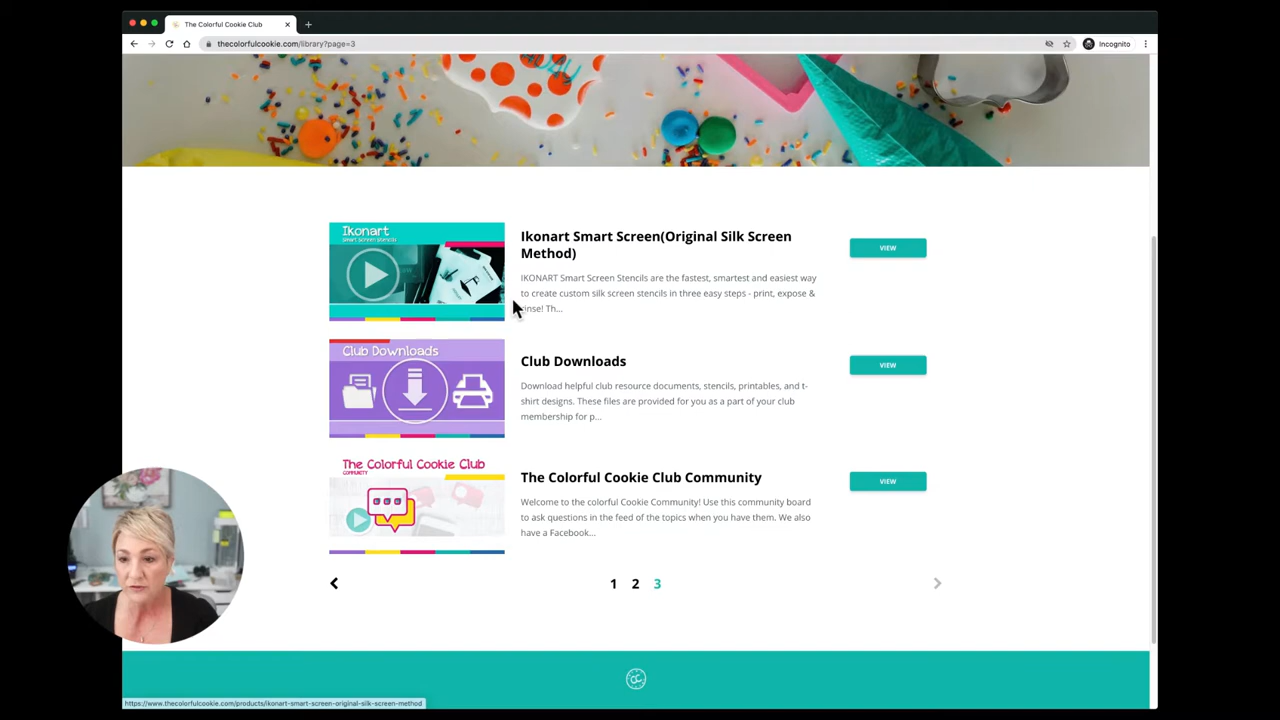 The Colorful Cookie Club
thecolorfulcookie.com/library?page=3
Incognito
Ikonart
Smart Screen Stencils
Ikonart Smart Screen(Original Silk Screen
Method)
VIEW
IKONART Smart Screen Stencils are the fastest, smartest and easiest way
to create custom silk screen stencils in three easy steps - print, expose &
rinse! Th...
Club Downloads
Club Downloads
VIEW
Download helpful club resource documents, stencils, printables, and t-
shirt designs. These files are provided for you as a part of your club
membership for p...
The Colorful Cookie Club
COMMUNITY
The Colorful Cookie Club Community
VIEW
Welcome to the colorful Cookie Community! Use this community board
to ask questions in the feed of the topics when you have them. We also
have a Facebook...
1 2 3
CC
https://www.thecolorfulcookie.com/products/ikonart-smart-screen-original-silk-screen-method